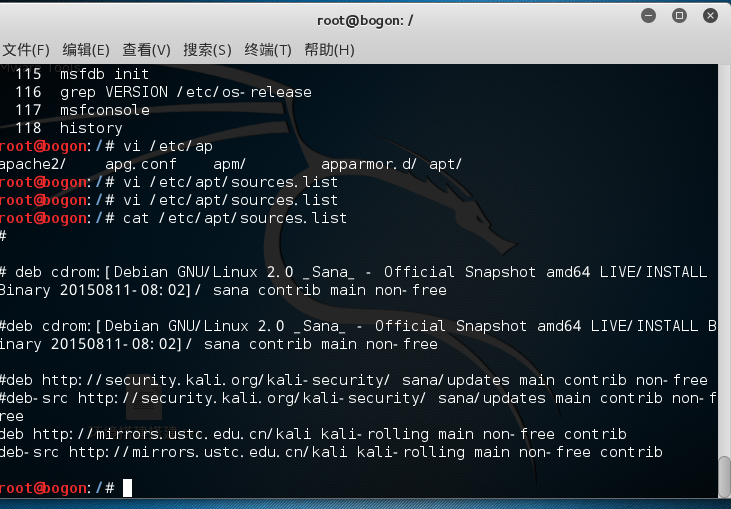 root@bogon: /
文件(F) 编辑(E) 查看(V) 搜索(S) 终端(T) 帮助(H)
115 msfdb init
116 grep VERSION /etc/os-release
117 msfconsole
118 history
root@bogon:/# vi /etc/ap
apache2/ apg.conf apm/ apparmor.d/ apt/
root@bogon:/# vi /etc/apt/sources.list
root@bogon:/# vi /etc/apt/sources.list
root@bogon:/# cat /etc/apt/sources.list
#
# deb cdrom:[Debian GNU/Linux 2.0 _Sana_ - Official Snapshot amd64 LIVE/INSTALL
Binary 20150811-08:02]/ sana contrib main non-free
#deb cdrom:[Debian GNU/Linux 2.0 _Sana_ - Official Snapshot amd64 LIVE/INSTALL B
inary 20150811-08:02]/ sana contrib main non-free
#deb http://security.kali.org/kali-security/ sana/updates main contrib non-free
#deb-src http://security.kali.org/kali-security/ sana/updates main contrib non-f
ree
deb http://mirrors.ustc.edu.cn/kali kali-rolling main non-free contrib
deb-src http://mirrors.ustc.edu.cn/kali kali-rolling main non-free contrib
root@bogon:/#